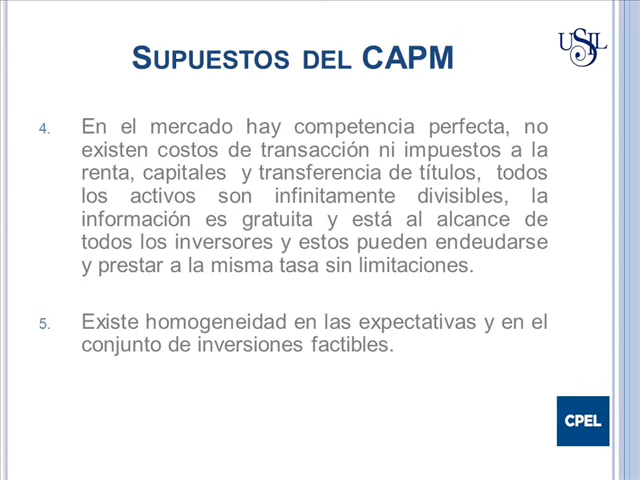 SUPUESTOS DEL CAPM
USIL
4. En el mercado hay competencia perfecta, no
existen costos de transacción ni impuestos a la
renta, capitales y transferencia de títulos, todos
los activos son infinitamente divisibles, la
información es gratuita y está al alcance de
todos los inversores y estos pueden endeudarse
y prestar a la misma tasa sin limitaciones.
5. Existe homogeneidad en las expectativas y en el
conjunto de inversiones factibles.
CPEL